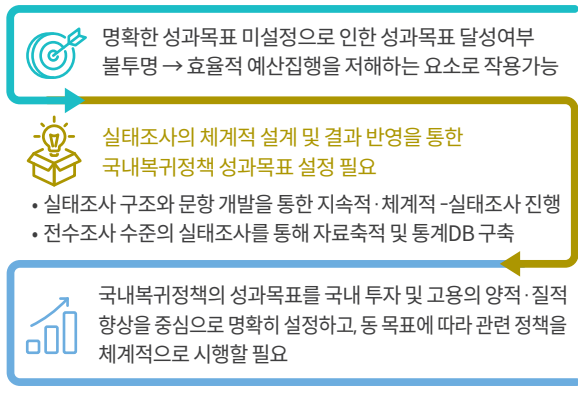 명확한 성과목표 미설정으로 인한 성과목표 달성여부
불투명 → 효율적 예산집행을 저해하는 요소로 작용가능
실태조사의 체계적 설계 및 결과 반영을 통한
국내복귀정책 성과목표 설정 필요
• 실태조사 구조와 문항 개발을 통한 지속적·체계적 -실태조사 진행
• 전수조사 수준의 실태조사를 통해 자료축적 및 통계DB 구축
국내복귀정책의 성과목표를 국내 투자 및 고용의 양적·질적
향상을 중심으로 명확히 설정하고, 동 목표에 따라 관련 정책을
체계적으로 시행할 필요